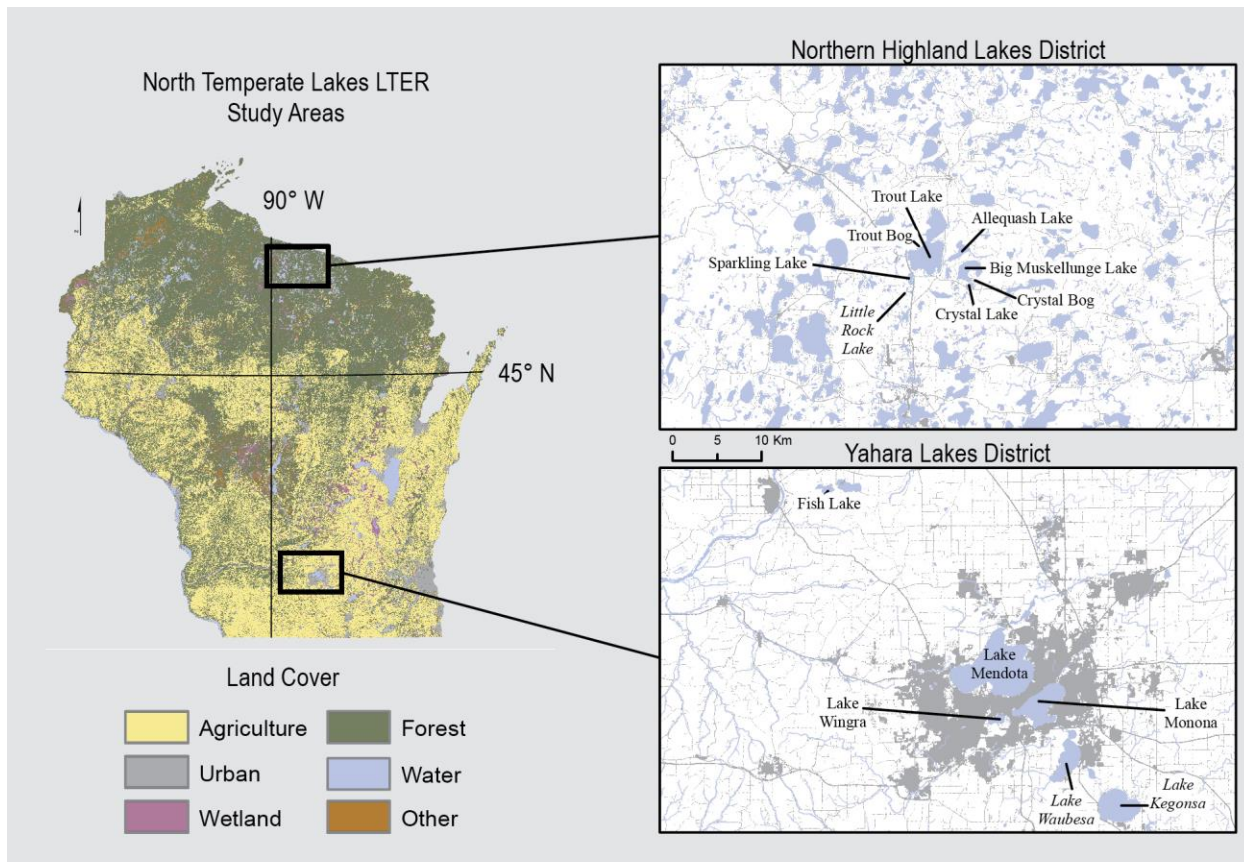 North Temperate Lakes LTER
Study Areas
90° W
45° N
Land Cover
Agriculture
Forest
Urban
Water
Wetland
Other
Northern Highland Lakes District
Trout Lake
Allequash Lake
Trout Bog
Sparkling Lake
Big Muskellunge Lake
Crystal Bog
Little
Rock
Lake
Crystal Lake
0 5 10 Km
Yahara Lakes District
Fish Lake
Lake
Mendota
Lake
Wingra
Lake
Monona
Lake
Waubesa
Lake
Kegonsa